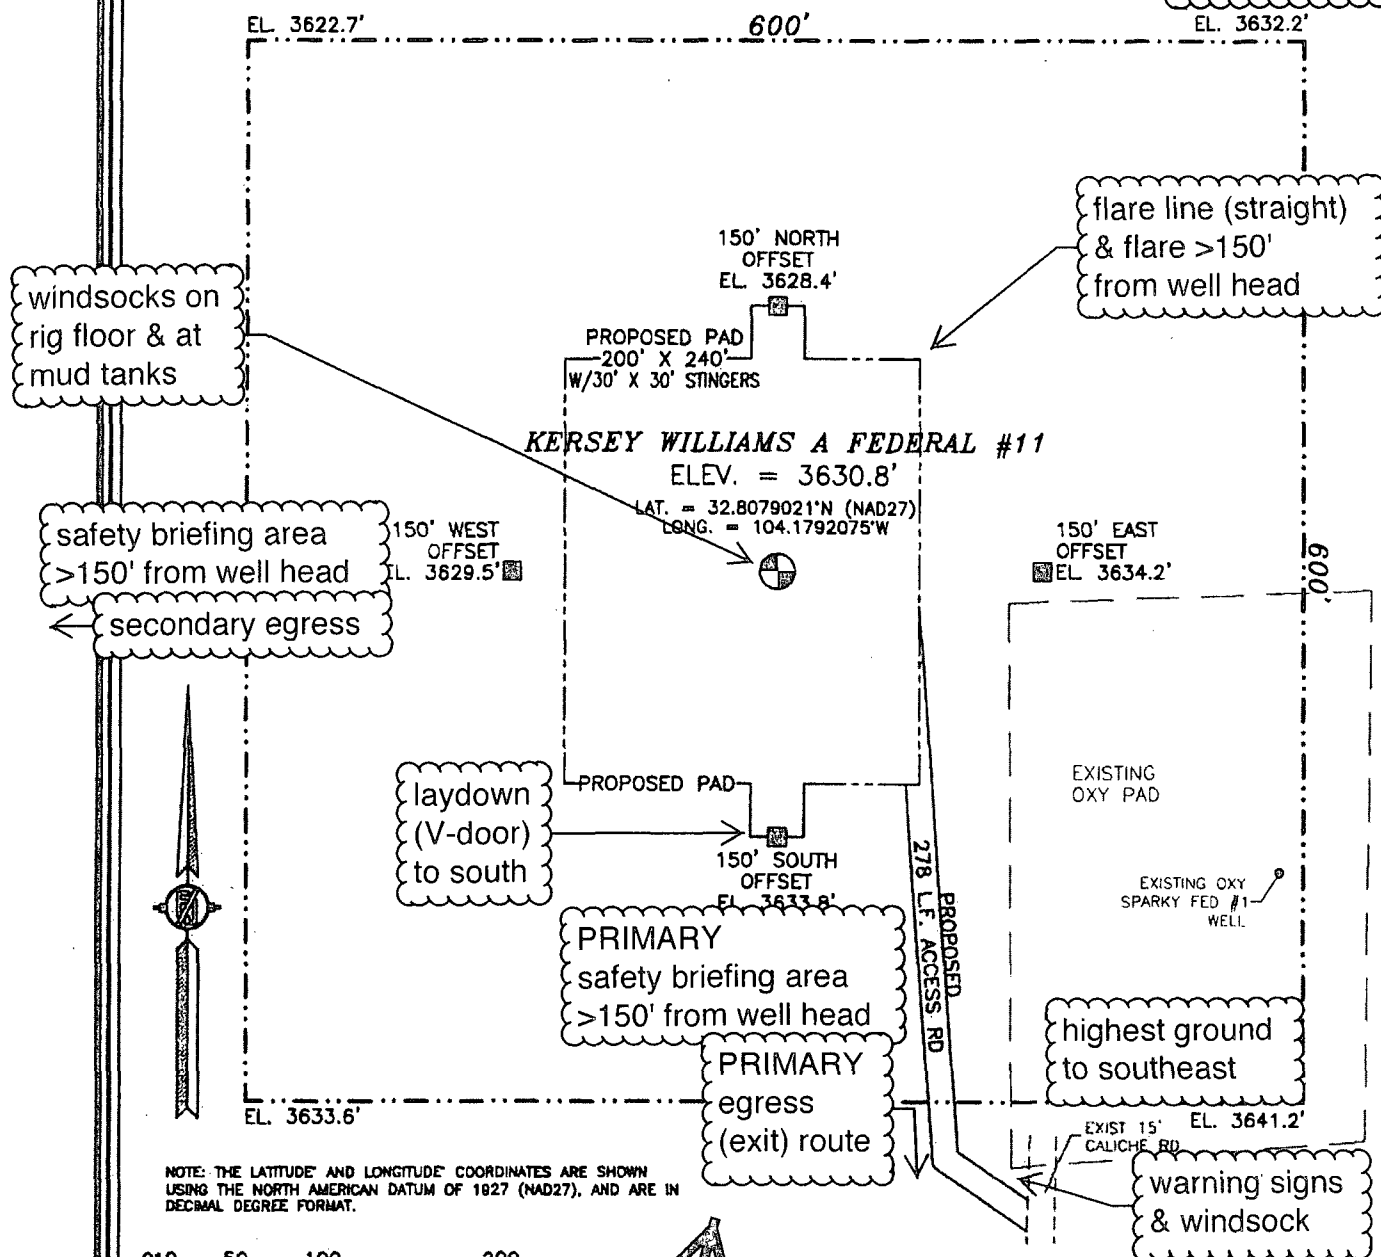 EL. 3622.7'
600'
EL. 3632.2'
flare line (straight)
& flare >150'
from well head
150' NORTH
OFFSET
EL. 3628.4'
windsocks on
rig floor & at
mud tanks
PROPOSED PAD
200' X 240'
W/30' X 30' STINGERS
KERSEY WILLIAMS A FEDERAL #11
ELEV. = 3630.8'
LAT. = 32.8079021°N (NAD27)
LONG. = 104.1792075°W
safety briefing area
>150' from well head
150' WEST
OFFSET
EL. 3629.5'
150' EAST
OFFSET
EL. 3634.2'
600'
secondary egress
EXISTING
OXY PAD
laydown
(V-door)
to south
PROPOSED PAD
150' SOUTH
OFFSET
EL. 3633.8'
EXISTING OXY
SPARKY FED #1
WELL
PROPOSED
278 L.F. ACCESS RD
PRIMARY
safety briefing area
>150' from well head
highest ground
to southeast
PRIMARY
egress
(exit) route
EL. 3633.6'
EL. 3641.2'
EXIST 15'
CALICHE RD
warning signs
& windsock
NOTE: THE LATITUDE AND LONGITUDE COORDINATES ARE SHOWN
USING THE NORTH AMERICAN DATUM OF 1927 (NAD27), AND ARE IN
DECIMAL DEGREE FORMAT.
50 100 200